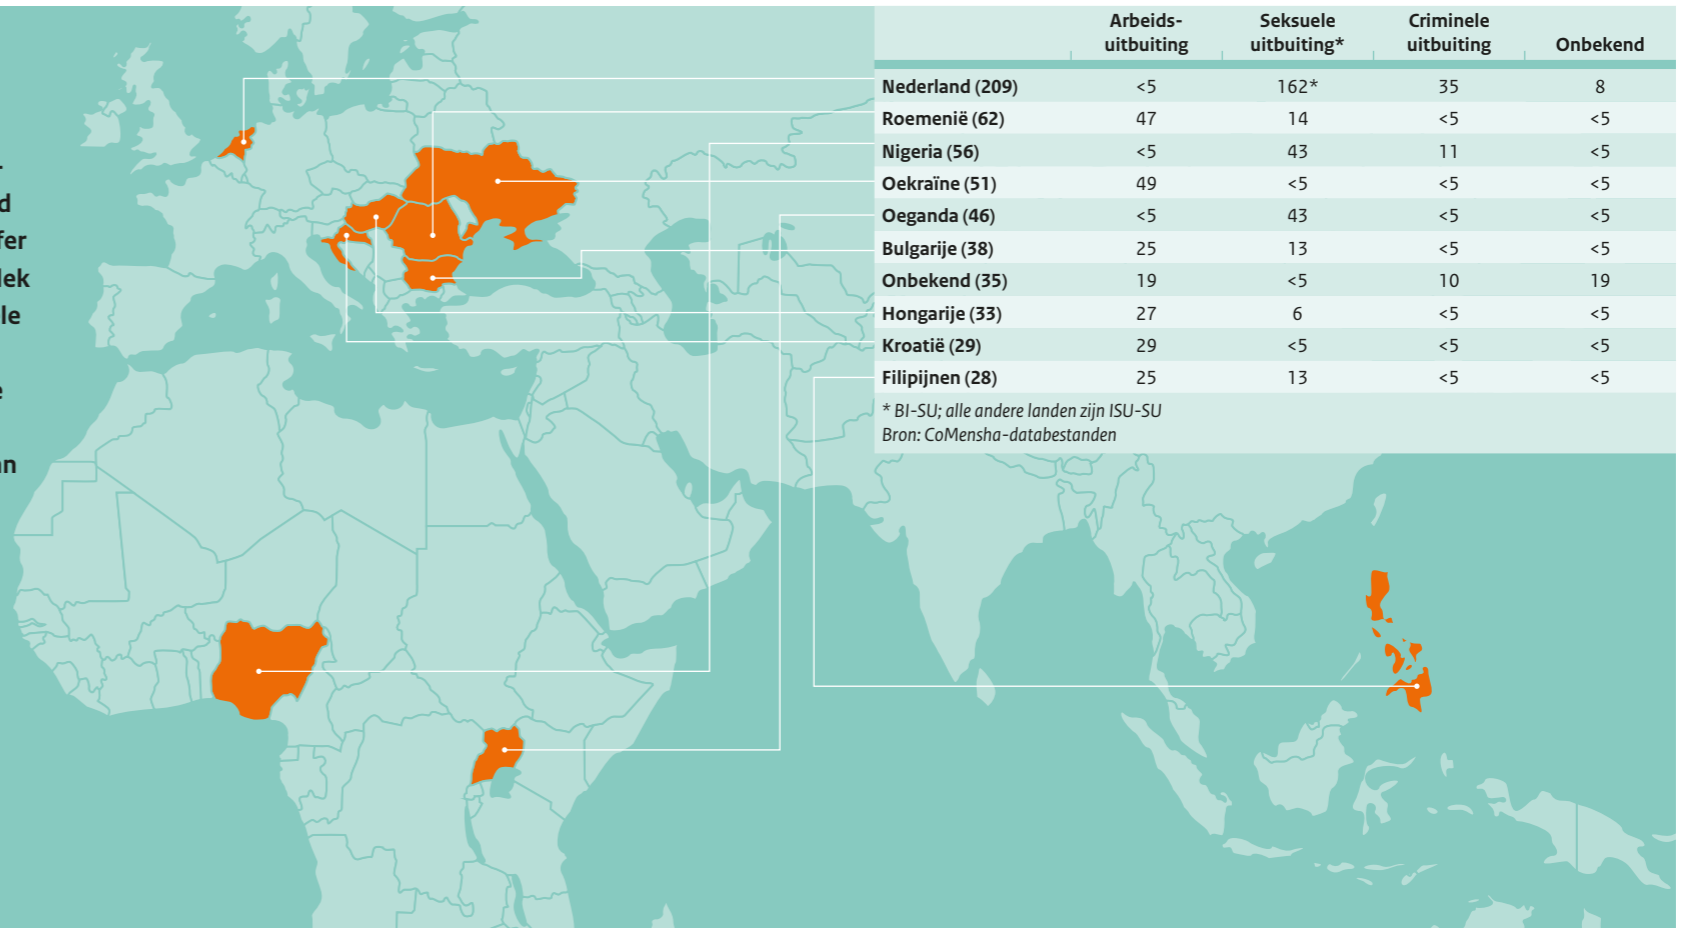 d
fer
lek
le
e
an
Arbeids-
uitbuiting
Seksuele
uitbuiting*
Criminele
uitbuiting
Onbekend
Nederland (209) <5 162* 35 8
Roemenië (62) 47 14 <5 <5
Nigeria (56) <5 43 11 <5
Oekraïne (51) 49 <5 <5 <5
Oeganda (46) <5 43 <5 <5
Bulgarije (38) 25 13 <5 <5
Onbekend (35) 19 <5 10 19
Hongarije (33) 27 6 <5 <5
Kroatië (29) 29 <5 <5 <5
Filipijnen (28) 25 13 <5 <5
* BI-SU; alle andere landen zijn ISU-SU
Bron: CoMensha-databestanden